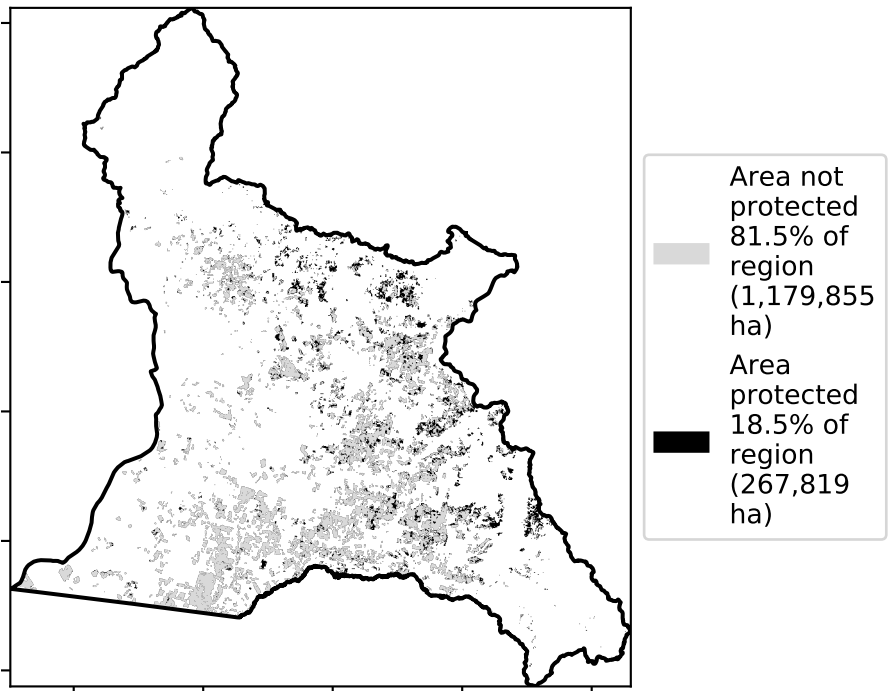 Area not
protected
81.5% of
region
(1,179,855
ha)
Area
protected
18.5% of
region
(267,819
ha)